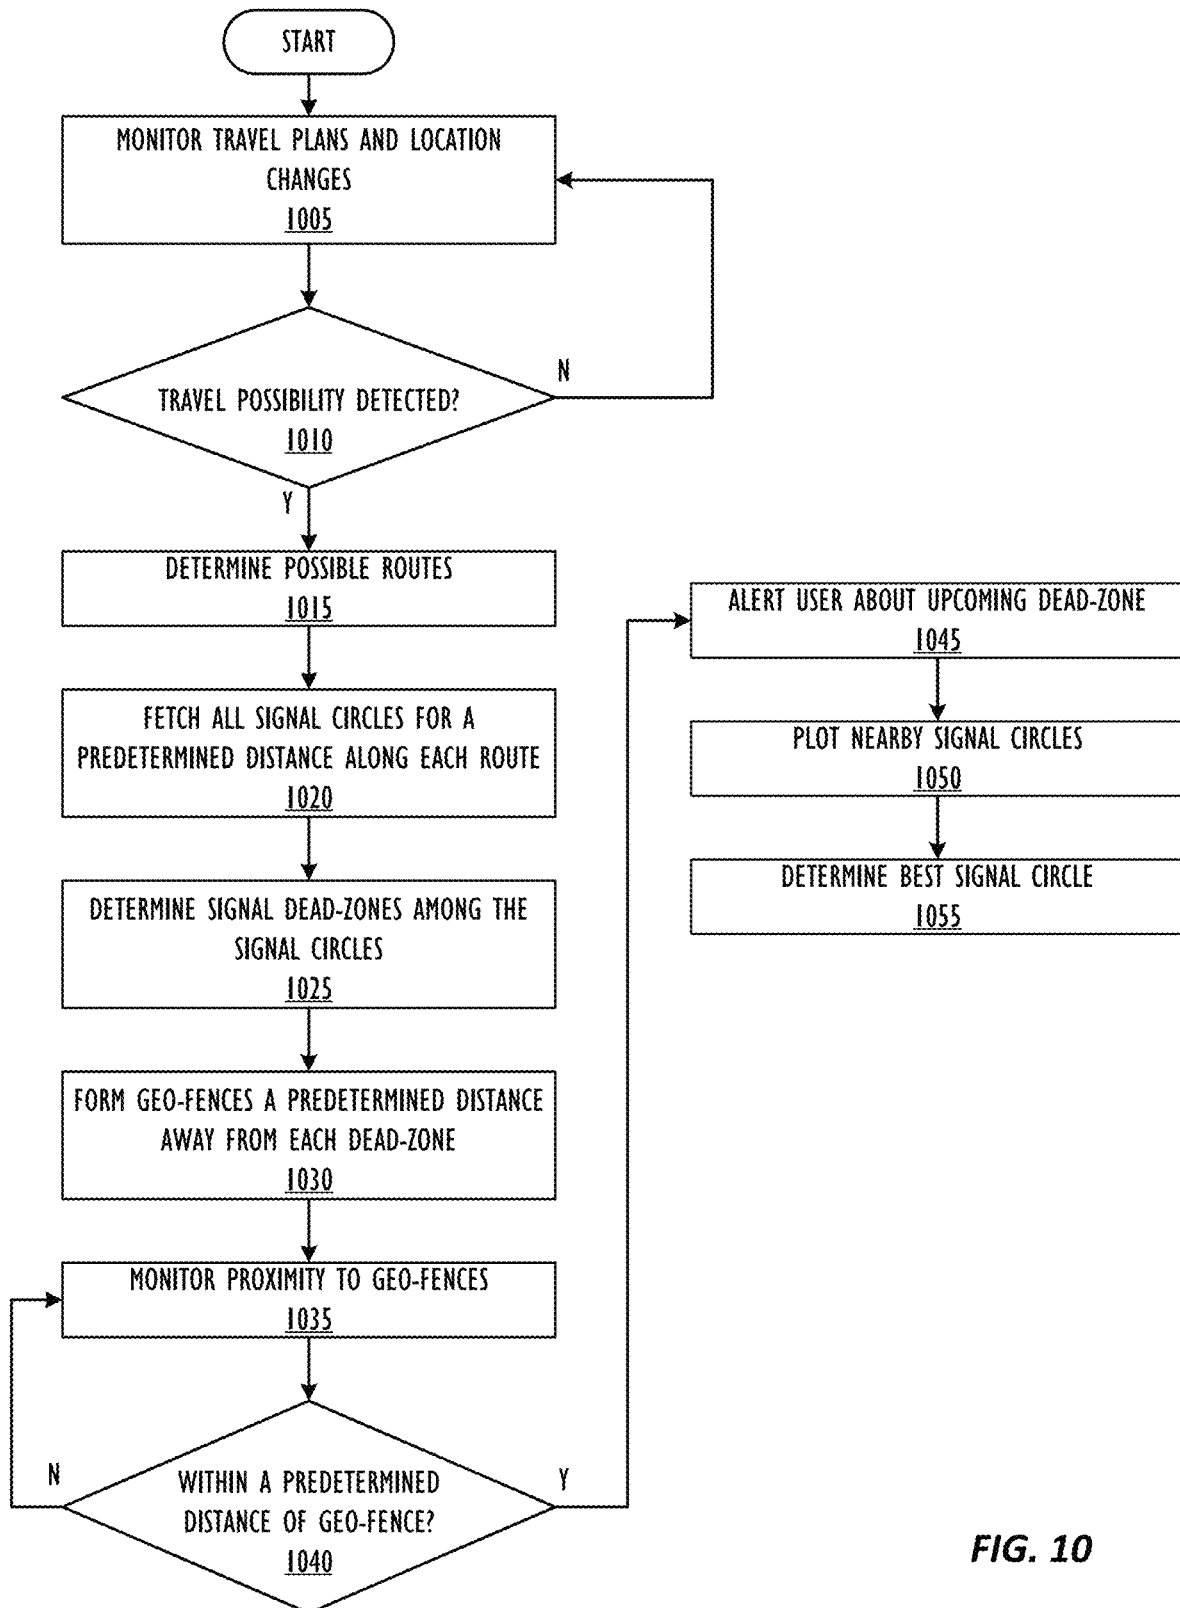 START
MONITOR TRAVEL PLANS AND LOCATION
CHANGES
1005
N
TRAVEL POSSIBILITY DETECTED?
1010
Y
DETERMINE POSSIBLE ROUTES
1015
FETCH ALL SIGNAL CIRCLES FOR A
PREDETERMINED DISTANCE ALONG EACH ROUTE
1020
DETERMINE SIGNAL DEAD-ZONES AMONG THE
SIGNAL CIRCLES
1025
FORM GEO-FENCES A PREDETERMINED DISTANCE
AWAY FROM EACH DEAD-ZONE
1030
MONITOR PROXIMITY TO GEO-FENCES
1035
N
WITHIN A PREDETERMINED
DISTANCE OF GEO-FENCE?
1040
Y
ALERT USER ABOUT UPCOMING DEAD-ZONE
1045
PLOT NEARBY SIGNAL CIRCLES
1050
DETERMINE BEST SIGNAL CIRCLE
1055
FIG. 10